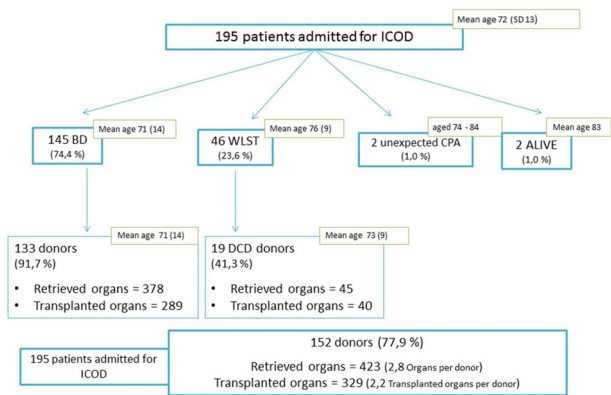 Mean age 72 (SD 13)
195 patients admitted for ICOD
Mean age 71 (14)
145 BD
(74,4 %)
Mean age 76 (9)
46 WLST
(23,6 %)
aged 74 - 84
2 unexpected CPA
(1,0 %)
Mean age 83
2 ALIVE
(1,0 %)
Mean age 71 (14)
133 donors
(91,7 %)
• Retrieved organs = 378
• Transplanted organs = 289
Mean age 73 (9)
19 DCD donors
(41,3 %)
• Retrieved organs = 45
• Transplanted organs = 40
195 patients admitted for
ICOD
152 donors (77,9 %)
Retrieved organs = 423 (2,8 Organs per donor)
Transplanted organs = 329 (2,2 Transplanted organs per donor)